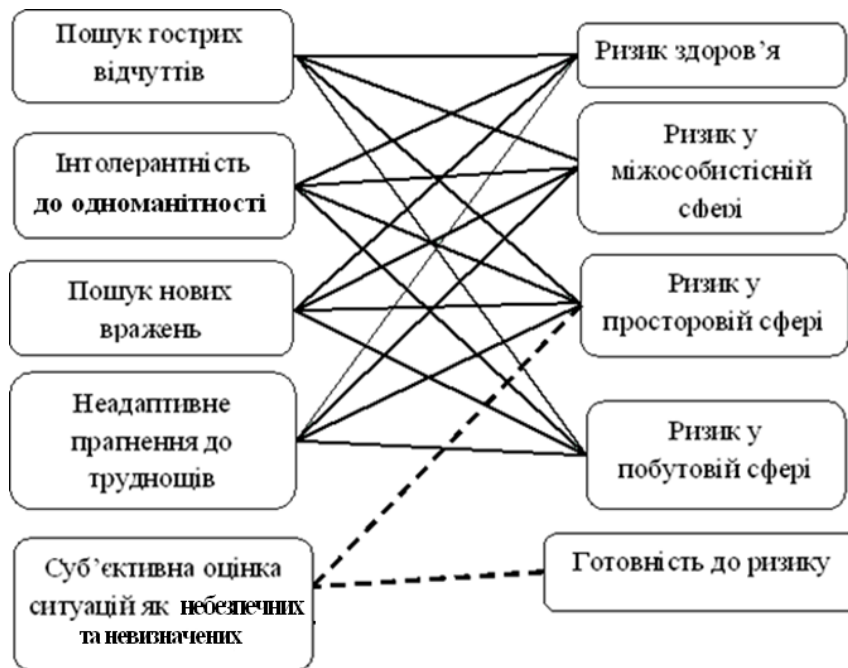 Пошук гострих
відчуттів
Інтолерантність
до одноманітності
Пошук нових
вражень
Неадаптивне
прагнення до
труднощів
Суб’єктивна оцінка
ситуацій як небезпечних
та невизначених
Ризик здоров’я
Ризик у
міжособистісній
сфері
Ризик у
просторовій сфері
Ризик у
побутовій сфері
Готовність до ризику